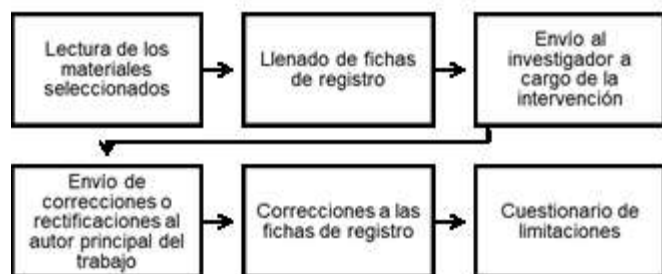 Lectura de los
materiales
seleccionados
Llenado de fichas
de registro
Envío al
investigador a
cargo de la
intervención
Envío de
correcciones o
rectificaciones al
autor principal del
trabajo
Correcciones a las
fichas de registro
Cuestionario de
limitaciones